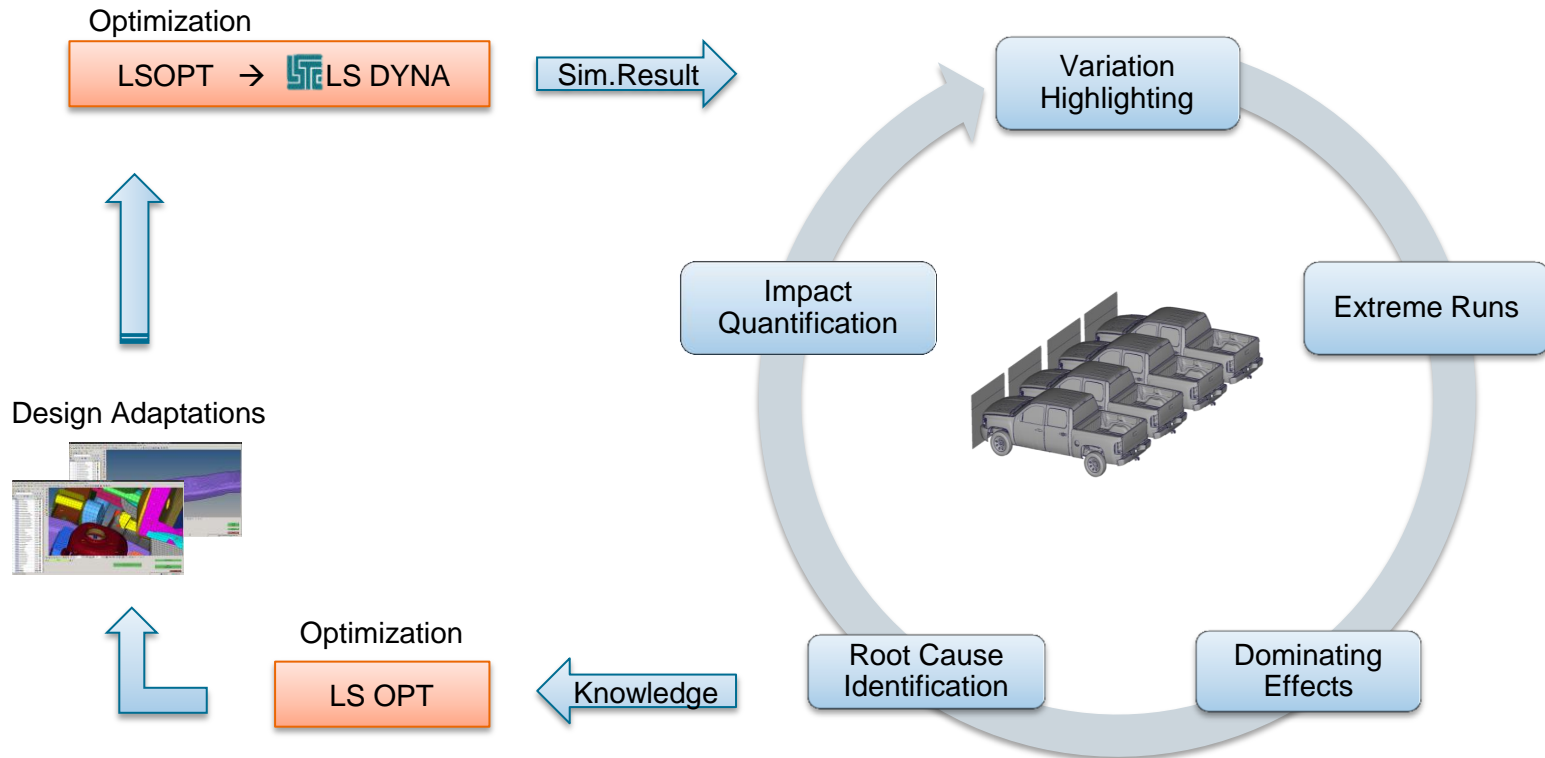 Optimization
LSOPT → LS DYNA
Sim.Result
Variation
Highlighting
Impact
Quantification
Extreme Runs
Design Adaptations
Optimization
LS OPT
Knowledge
Root Cause
Identification
Dominating
Effects